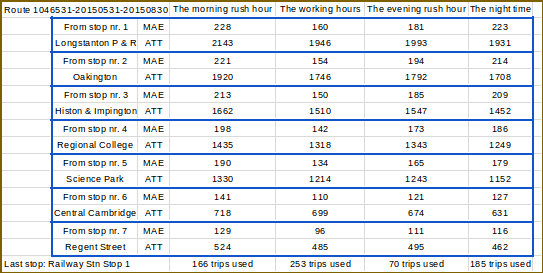 Route 1046531-20150531-20150830 The morning rush hour The working hours The evening rush hour The night time
From stop nr. 1 MAE 228 160 181 223
Longstanton P & R ATT 2143 1946 1993 1931
From stop nr. 2 MAE 221 154 194 214
Oakington ATT 1920 1746 1792 1708
From stop nr. 3 MAE 213 150 185 209
Histon & Impington ATT 1662 1510 1547 1452
From stop nr. 4 MAE 198 142 173 186
Regional College ATT 1435 1318 1343 1249
From stop nr. 5 MAE 190 134 165 179
Science Park ATT 1330 1214 1243 1152
From stop nr. 6 MAE 141 110 121 127
Central Cambridge ATT 718 699 674 631
From stop nr. 7 MAE 129 96 111 116
Regent Street ATT 524 485 495 462
Last stop: Railway Stn Stop 1 166 trips used 253 trips used 70 trips used 185 trips used